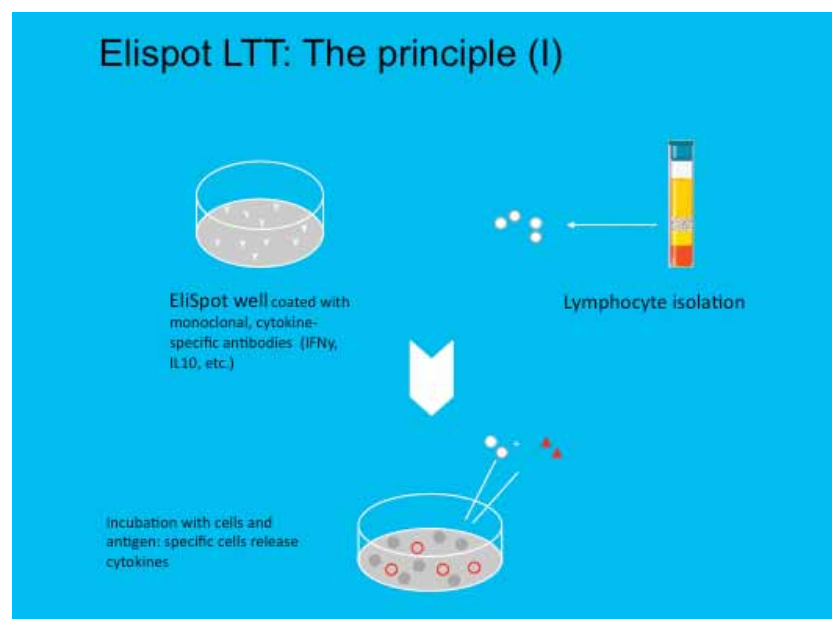 Elispot LTT: The principle (I)
EliSpot well coated with
monoclonal, cytokine-
specific antibodies (IFNy,
IL10, etc.)
Lymphocyte isolation
+
Incubation with cells and
antigen: specific cells release
cytokines